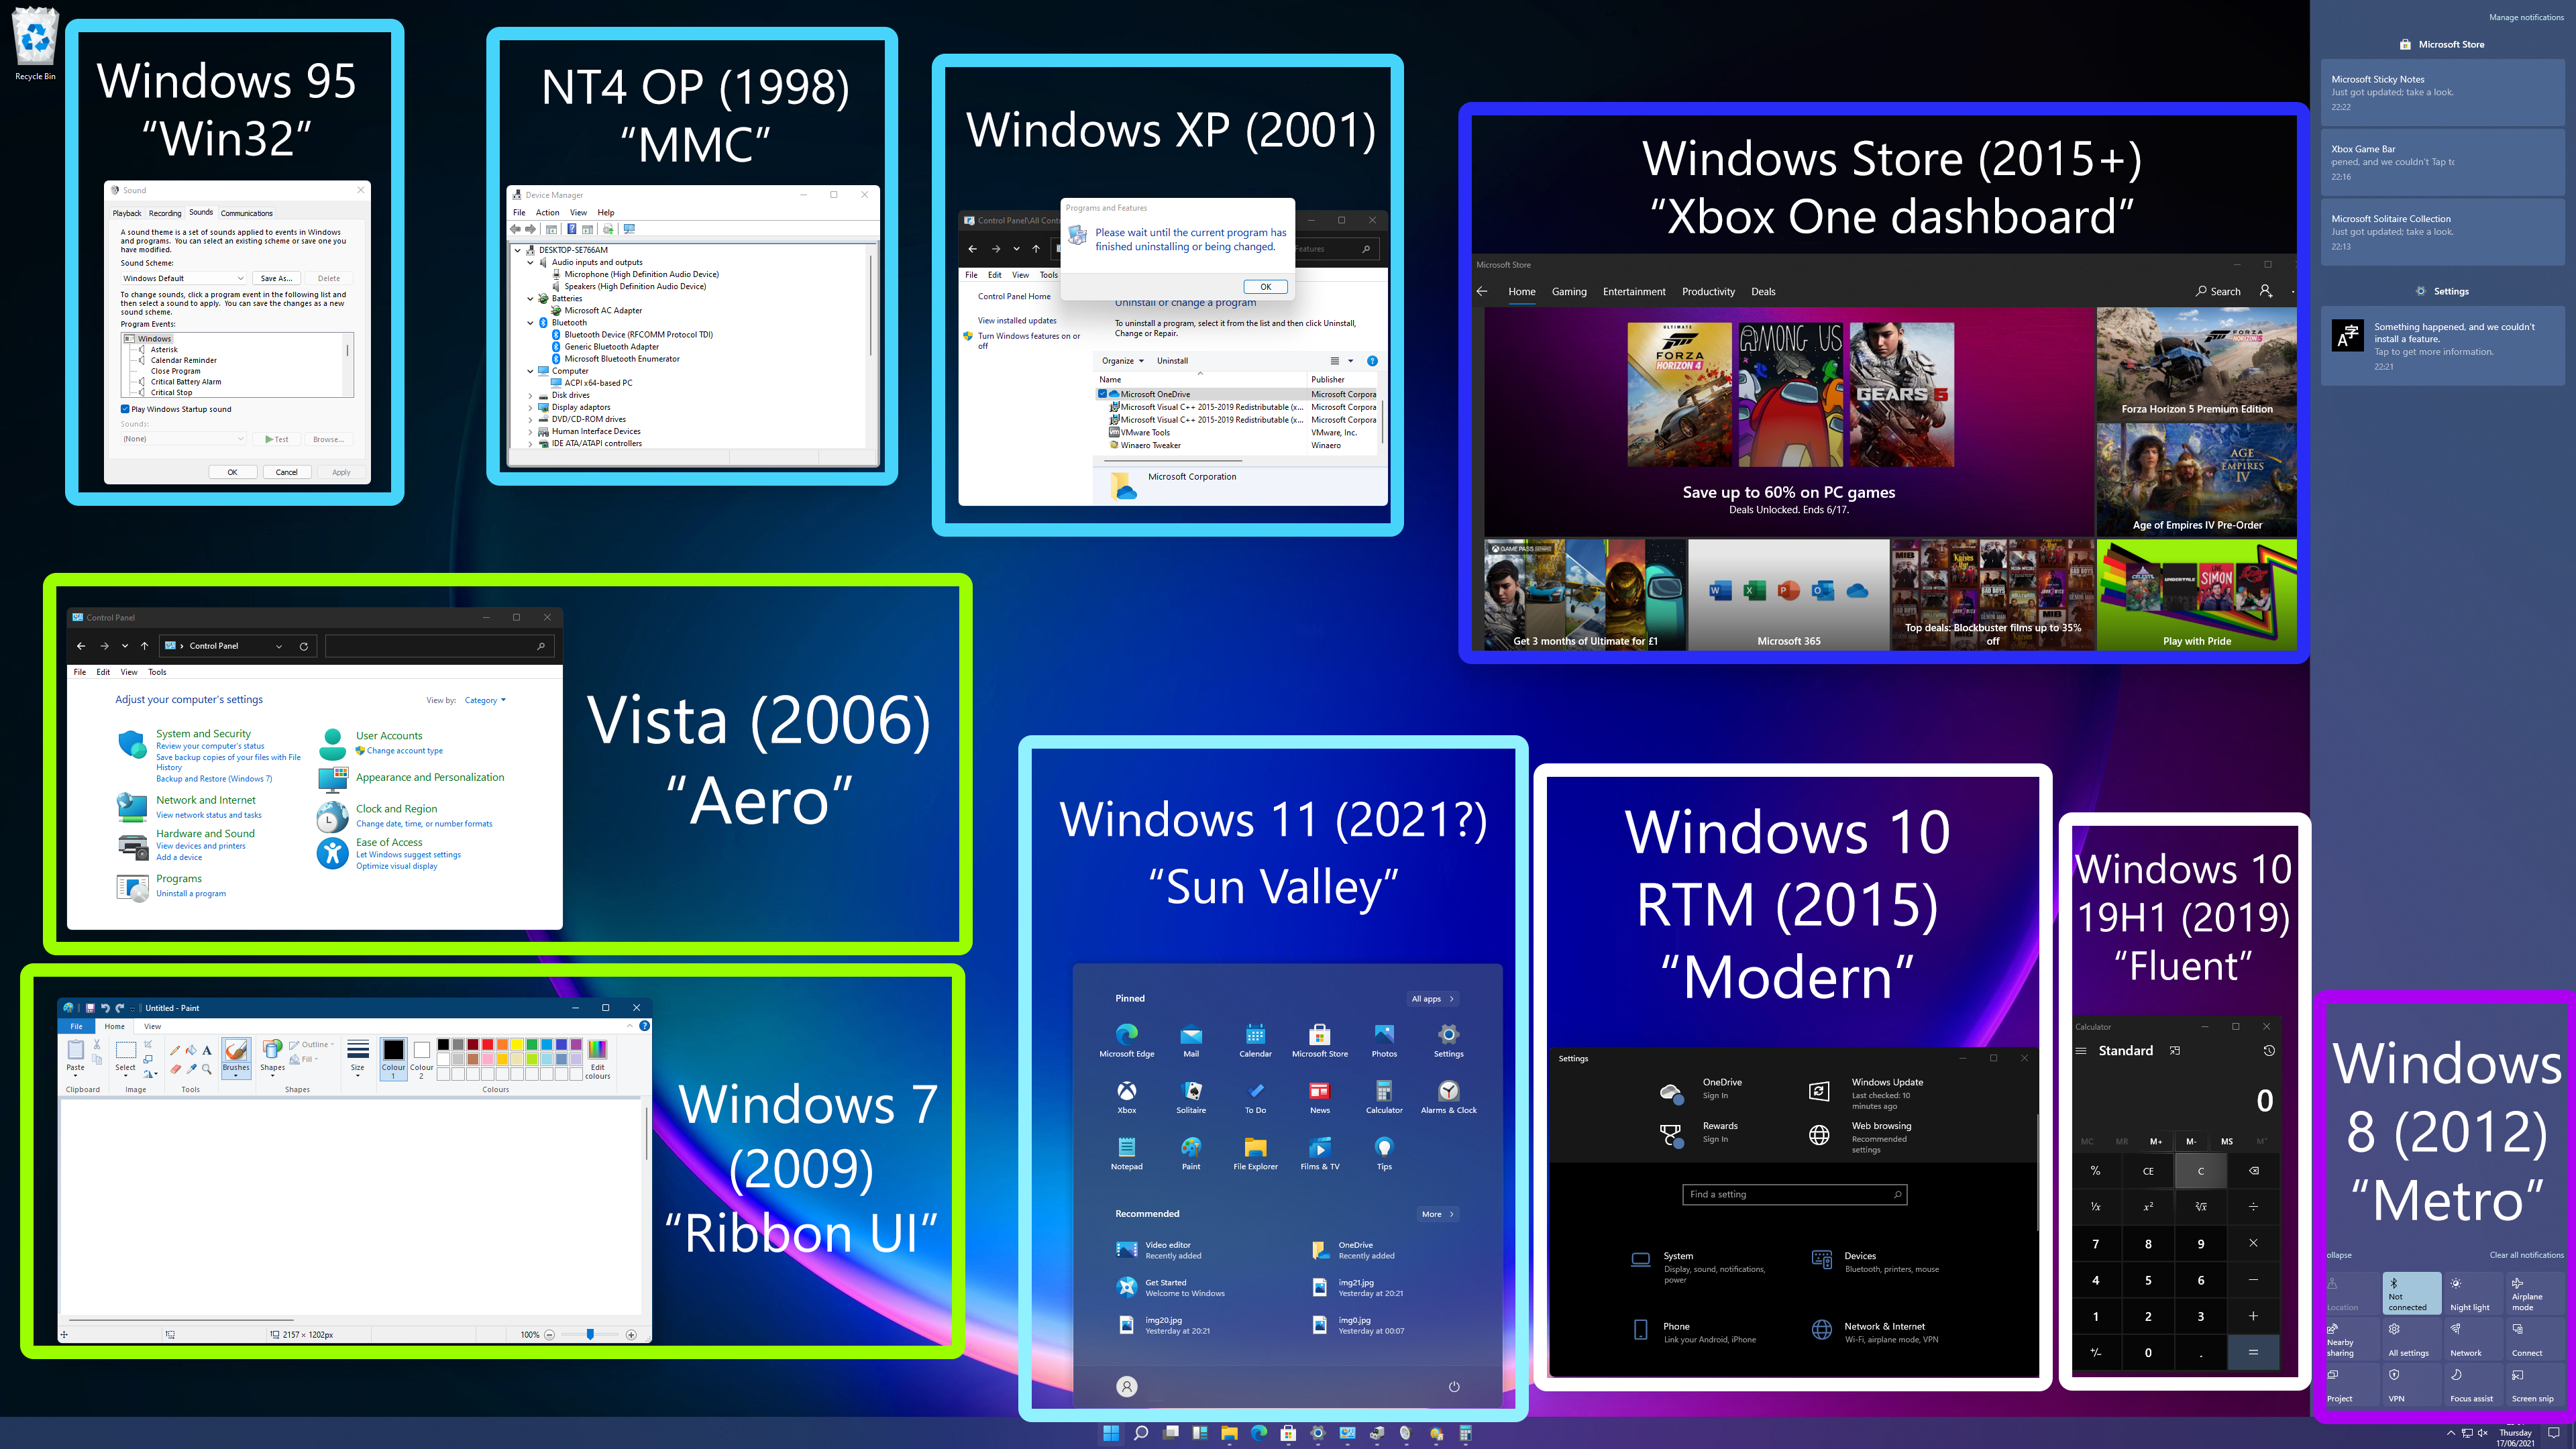 Recycle Bin
Windows 95
“Win32”
Sound
Playback Recording Sounds Communications
A sound theme is a set of sounds applied to events in Windows
and programs. You can select an existing scheme or save one you
have modified.
Sound Scheme:
Windows Default Save As... Delete
To change sounds, click a program event in the following list and
then select a sound to apply. You can save the changes as a new
sound scheme.
Program Events:
Windows
Asterisk
Calendar Reminder
Close Program
Critical Battery Alarm
Critical Stop
Play Windows Startup sound
Sounds:
(None) Test Browse...
OK Cancel Apply
NT4 OP (1998)
“MMC”
Device Manager
File Action View Help
DESKTOP-SE766AM
Audio inputs and outputs
Microphone (High Definition Audio Device)
Speakers (High Definition Audio Device)
Batteries
Microsoft AC Adapter
Bluetooth
Bluetooth Device (RFCOMM Protocol TDI)
Generic Bluetooth Adapter
Microsoft Bluetooth Enumerator
Computer
ACPI x64-based PC
Disk drives
Display adaptors
DVD/CD-ROM drives
Human Interface Devices
IDE ATA/ATAPI controllers
Windows XP (2001)
Control Panel\All Cont
Programs and Features
Please wait until the current program has
finished uninstalling or being changed.
OK
Features
File Edit View Tools
Control Panel Home
View installed updates
Turn Windows features on or
off
Uninstall or change a program
To uninstall a program, select it from the list and then click Uninstall,
Change or Repair.
Organize Uninstall
Name Publisher
Microsoft OneDrive Microsoft Corpora
Microsoft Visual C++ 2015-2019 Redistributable (x... Microsoft Corpora
Microsoft Visual C++ 2015-2019 Redistributable (x... Microsoft Corpora
VMware Tools VMware, Inc.
Winaero Tweaker Winaero
Microsoft Corporation
Windows Store (2015+)
“Xbox One dashboard”
Microsoft Store
Home Gaming Entertainment Productivity Deals Search
ULTIMATE
FORZA
HORIZON 4
AMONG US
GEARS 5
Save up to 60% on PC games
Deals Unlocked. Ends 6/17.
FORZA
HORIZON 5
Forza Horizon 5 Premium Edition
AGE
EMPIRES
IV
Age of Empires IV Pre-Order
GAME PASS
Get 3 months of Ultimate for £1
Microsoft 365
Top deals: Blockbuster films up to 35%
off
UNDERTALE
SIMON
Play with Pride
Manage notifications
Microsoft Store
Microsoft Sticky Notes
Just got updated; take a look.
22:22
Xbox Game Bar
pened, and we couldn't Tap to
22:16
Microsoft Solitaire Collection
Just got updated; take a look.
22:13
Settings
Something happened, and we couldn't
install a feature.
Tap to get more information.
22:21
Vista (2006)
“Aero”
Control Panel
Control Panel
File Edit View Tools
Adjust your computer's settings
View by: Category
System and Security
Review your computer's status
Save backup copies of your files with File
History
Backup and Restore (Windows 7)
Network and Internet
View network status and tasks
Hardware and Sound
View devices and printers
Add a device
Programs
Uninstall a program
User Accounts
Change account type
Appearance and Personalization
Clock and Region
Change date, time, or number formats
Ease of Access
Let Windows suggest settings
Optimize visual display
Windows 7
(2009)
“Ribbon UI”
Untitled - Paint
File Home View
Paste
Clipboard
Select
Image
A
Tools
Brushes
Shapes
Outline
Fill
Shapes
Size
Colour
1
Colour
2
Edit
colours
Colours
2157 × 1202px
100%
Windows 11 (2021?)
“Sun Valley”
Pinned All apps
Microsoft Edge Mail Calendar Microsoft Store Photos Settings
Xbox Solitaire To Do News Calculator Alarms & Clock
Notepad Paint File Explorer Films & TV Tips
Recommended More
Video editor
Recently added
OneDrive
Recently added
Get Started
Welcome to Windows
img21.jpg
Yesterday at 20:21
img20.jpg
Yesterday at 20:21
img0.jpg
Yesterday at 00:07
Windows 10
RTM (2015)
“Modern”
Settings
OneDrive
Sign In
Windows Update
Last checked: 10
minutes ago
Rewards
Sign In
Web browsing
Recommended
settings
Find a setting
System
Display, sound, notifications,
power
Devices
Bluetooth, printers, mouse
Phone
Link your Android, iPhone
Network & Internet
Wi-Fi, airplane mode, VPN
Windows 10
19H1 (2019)
“Fluent”
Calculator
Standard
0
MC MR M+ M- MS M˅
% CE C
⅟x x² ²√x ÷
7 8 9 ×
4 5 6 −
1 2 3 +
+/− 0 . =
Windows
8 (2012)
“Metro”
ollapse Clear all notifications
Location
Not
connected
Night light
Airplane
mode
Nearby
sharing
All settings
Network
Connect
Project
VPN
Focus assist
Screen snip
Thursday
17/06/2021